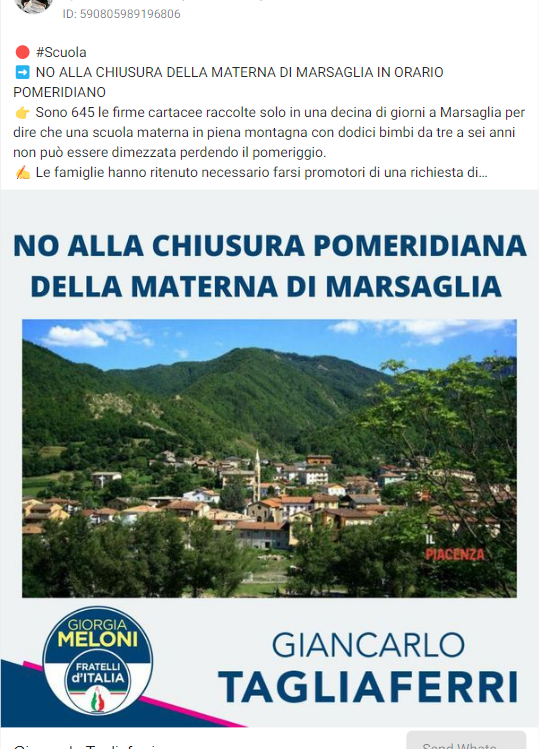 ID: 590805989196806
🔴 #Scuola
➡️ NO ALLA CHIUSURA DELLA MATERNA DI MARSAGLIA IN ORARIO
POMERIDIANO
👉 Sono 645 le firme cartacee raccolte solo in una decina di giorni a Marsaglia per
dire che una scuola materna in piena montagna con dodici bimbi da tre a sei anni
non può essere dimezzata perdendo il pomeriggio.
✍️ Le famiglie hanno ritenuto necessario farsi promotori di una richiesta di...
NO ALLA CHIUSURA POMERIDIANA
DELLA MATERNA DI MARSAGLIA
IL
PIACENZA
GIORGIA
MELONI
FRATELLI
d'ITALIA
GIANCARLO
TAGLIAFERRI